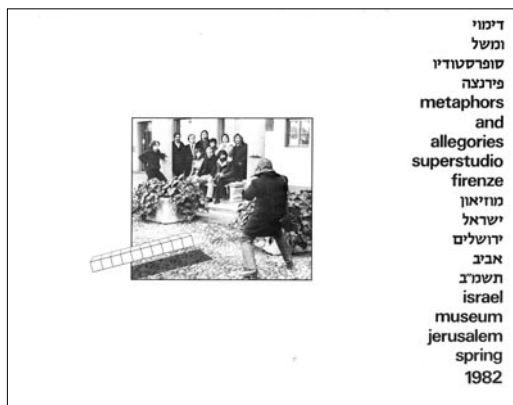 דימוי
ומשל
סופרסטודיו
פירנצה
metaphors
and
allegories
superstudio
firenze
מוזיאון
ישראל
ירושלים
אביב
תשמ״ב
israel
museum
jerusalem
spring
1982